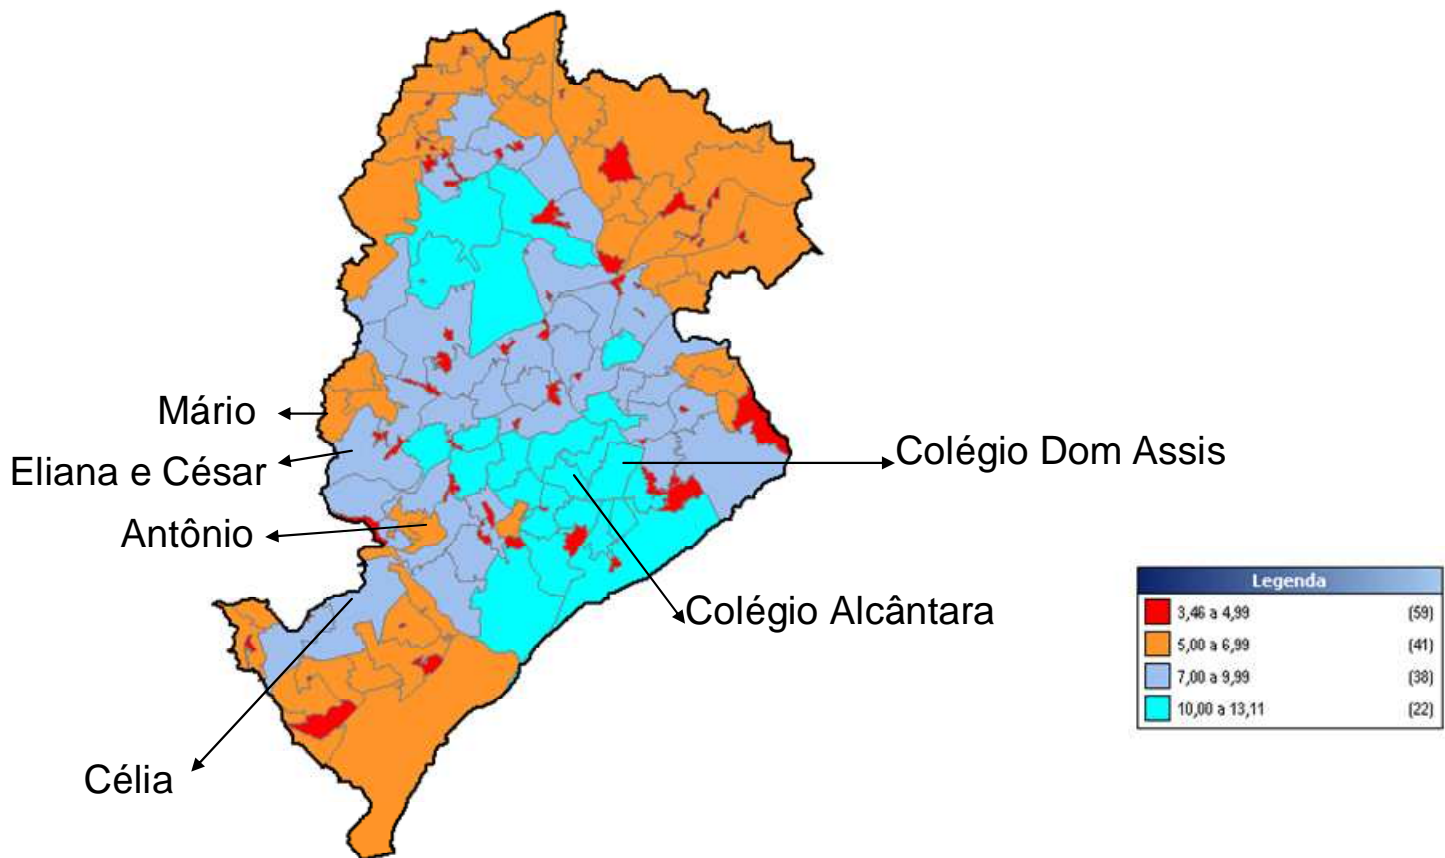 Mário
Eliana e César
Antônio
Célia
Colégio Dom Assis
Colégio Alcântara
Legenda
3,46 a 4,99 (59)
5,00 a 6,99 (41)
7,00 a 9,99 (38)
10,00 a 13,11 (22)